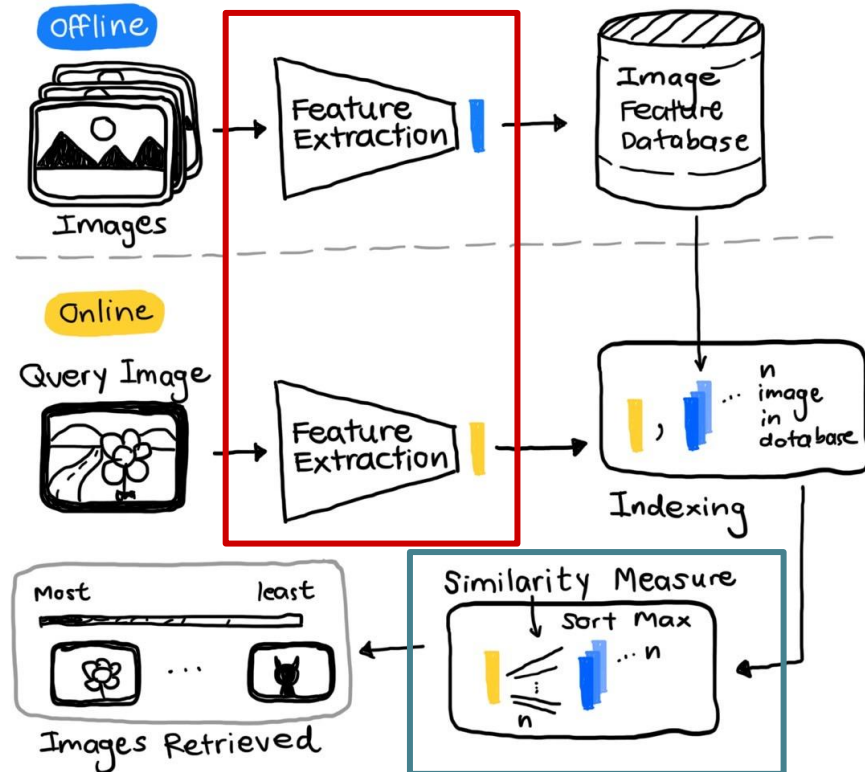 Offline
Images
Feature
Extraction
Image
Feature
Database
Online
Query Image
Feature
Extraction
, ... n
image
in
database
Indexing
Similarity Measure
Sort Max
... n
n
Most least
...
Images Retrieved